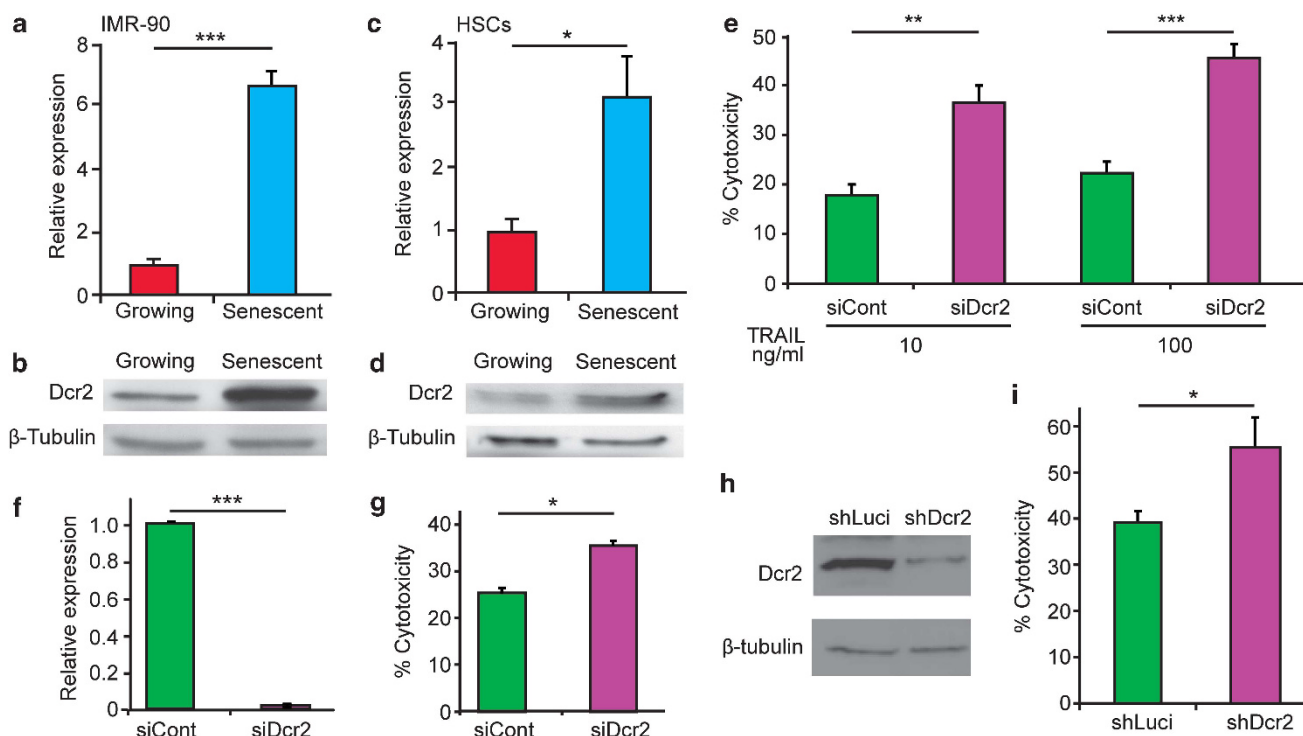 a IMR-90
***
Relative expression
8
6
4
2
0
Growing Senescent
c HSCs
*
Relative expression
4
3
2
1
0
Growing Senescent
e
** ***
% Cytotoxicity
50
40
30
20
10
0
siCont siDcr2 siCont siDcr2
TRAIL
ng/ml 10 100
b Growing Senescent
Dcr2
β-Tubulin
d Growing Senescent
Dcr2
β-Tubulin
f
***
Relative expression
1.0
0.8
0.6
0.4
0.2
0
siCont siDcr2
g
*
% Cytotoxicity
40
30
20
10
0
siCont siDcr2
h
shLuci shDcr2
Dcr2
β-tubulin
i
*
% Cytotoxicity
60
50
40
30
20
10
0
shLuci shDcr2